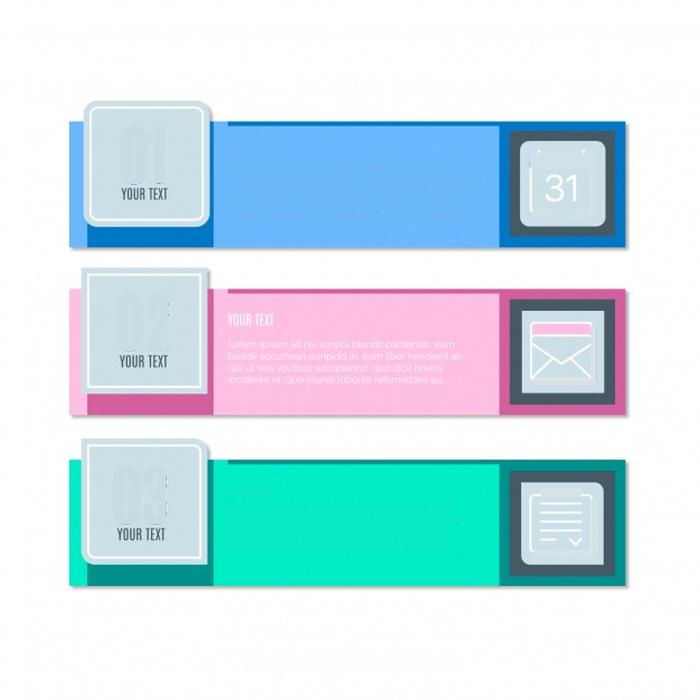 01
YOUR TEXT
31
02
YOUR TEXT
YOUR TEXT
Lorem ipsum ad his scripta blandit partiendo, eum
fastidii accumsan euripidis in, eum liber hendrerit an.
Qui ut wisi vocibus suscipiantur, quo dicit ridens
inciderint id. Quo mundi lobortis reformidans eu,
03
YOUR TEXT